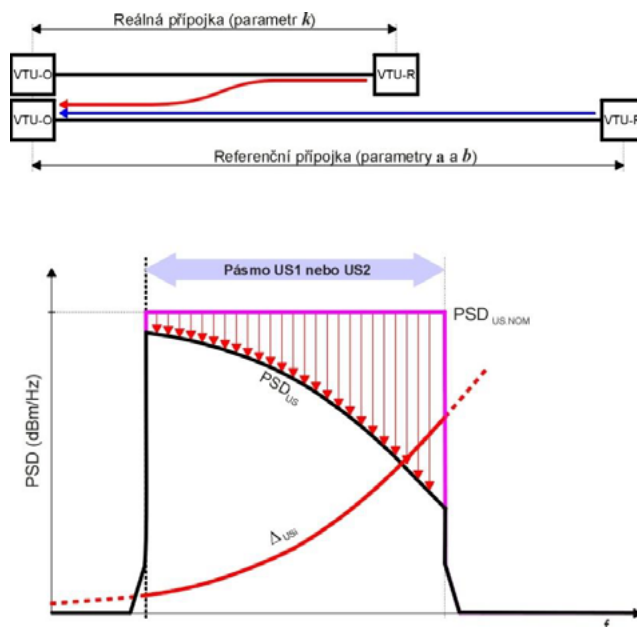 Reálná přípojka (parametr k)
VTU-O
VTU-R
VTU-O
VTU-R
Referenční přípojka (parametry a a b)
Pásmo US1 nebo US2
PSD US.NOM
PSD US
PSD (dBm/Hz)
Δ USi
f